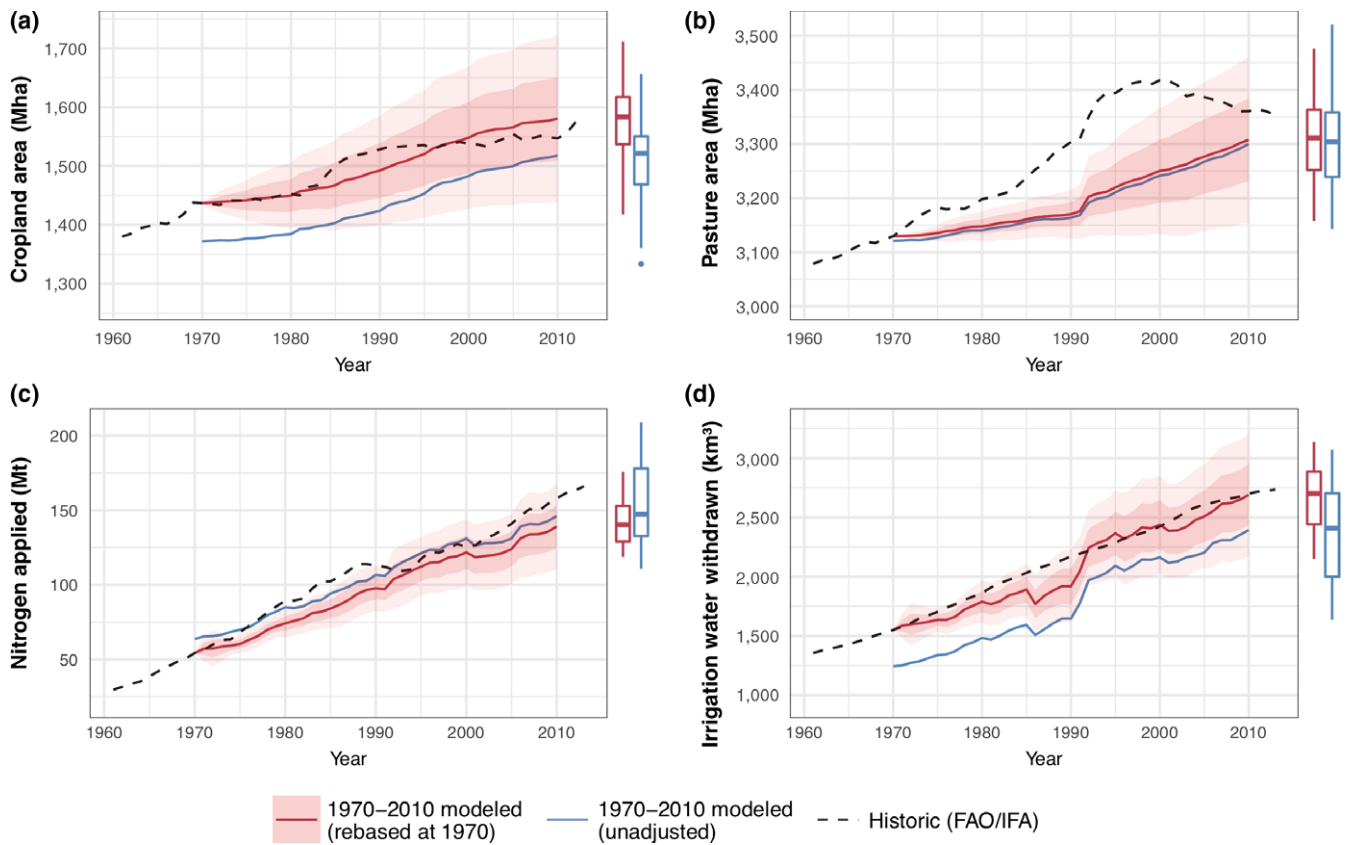 (a)
Cropland area (Mha)
1,700
1,600
1,500
1,400
1,300
1960 1970 1980 1990 2000 2010
Year
(b)
Pasture area (Mha)
3,500
3,400
3,300
3,200
3,100
3,000
1960 1970 1980 1990 2000 2010
Year
(c)
Nitrogen applied (Mt)
200
150
100
50
1960 1970 1980 1990 2000 2010
Year
(d)
Irrigation water withdrawn (km³)
3,000
2,500
2,000
1,500
1,000
1960 1970 1980 1990 2000 2010
Year
1970–2010 modeled
(rebased at 1970)
1970–2010 modeled
(unadjusted)
Historic (FAO/IFA)